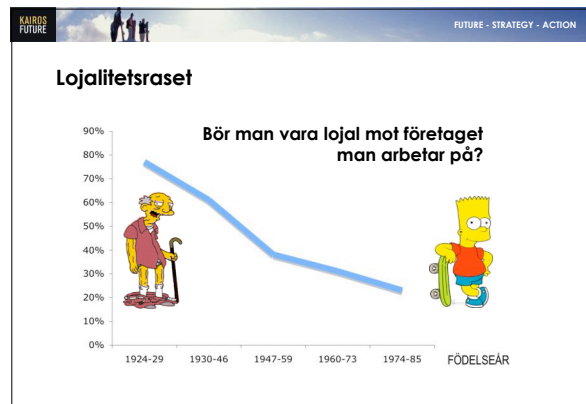 KAIROS
FUTURE
FUTURE - STRATEGY - ACTION
Lojalitetsraset
Bör man vara lojal mot företaget
man arbetar på?
90%
80%
70%
60%
50%
40%
30%
20%
10%
0%
1924-29 1930-46 1947-59 1960-73 1974-85 FÖDELSEÅR